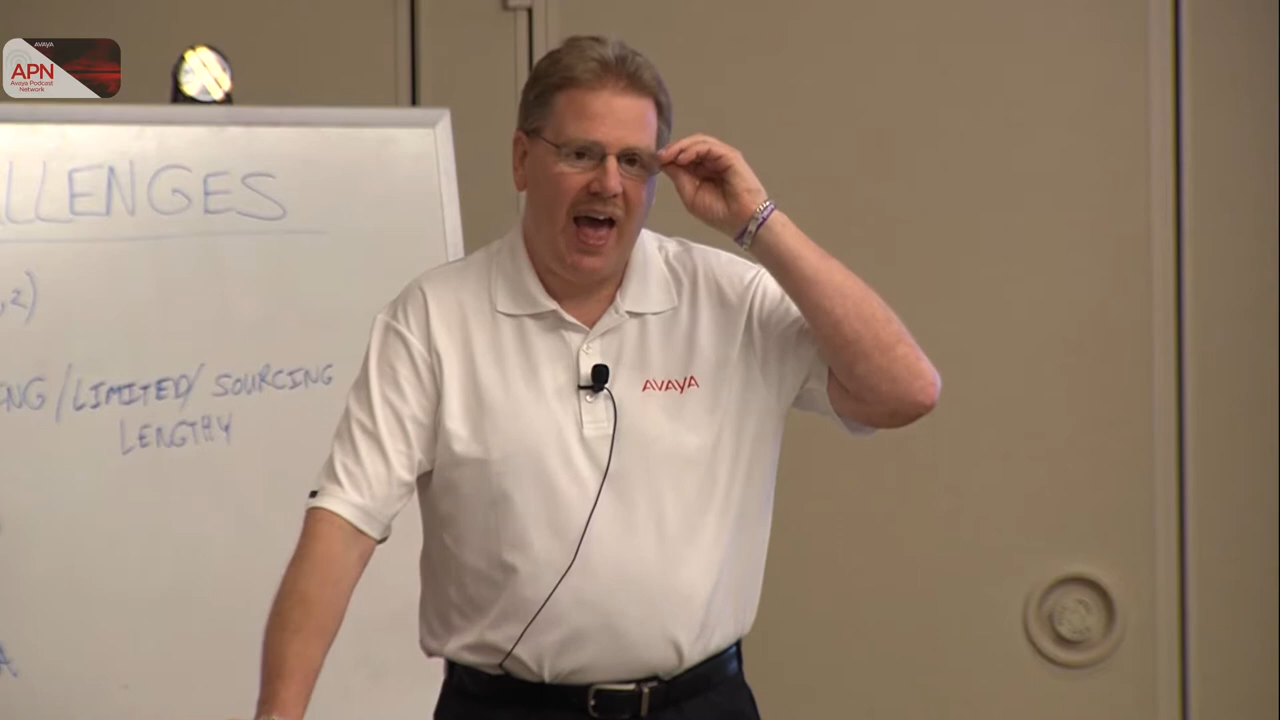 AVAYA
APN
Avaya Podcast
Network
LLENGES
,2)
NG/LIMITED/ SOURCING
LENGTHY
AVAYA